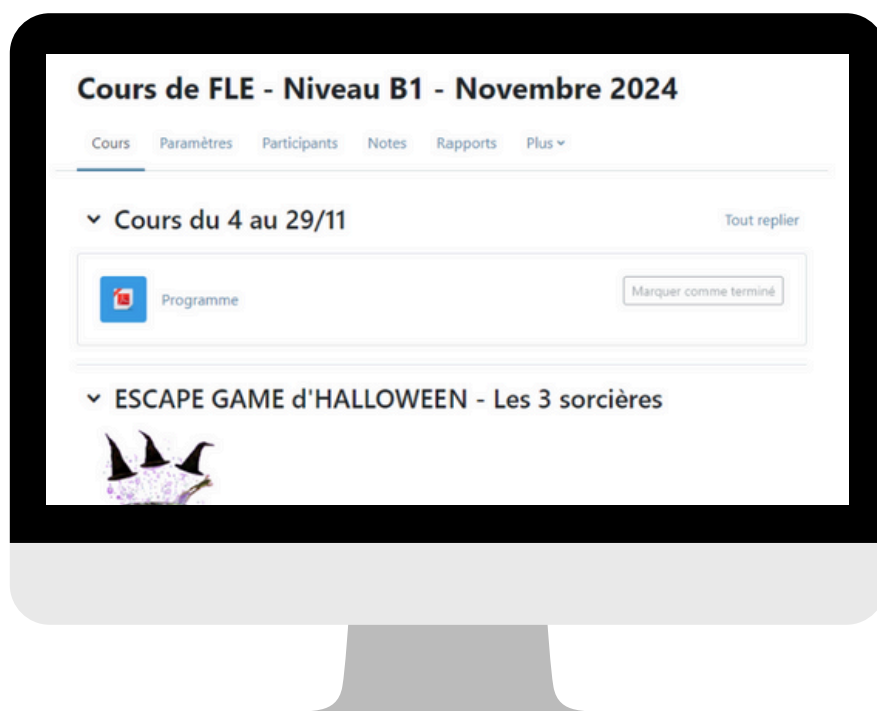 Cours de FLE - Niveau B1 - Novembre 2024
Cours Paramètres Participants Notes Rapports Plus
Cours du 4 au 29/11 Tout replier
Programme Marquer comme terminé
ESCAPE GAME d'HALLOWEEN - Les 3 sorcières